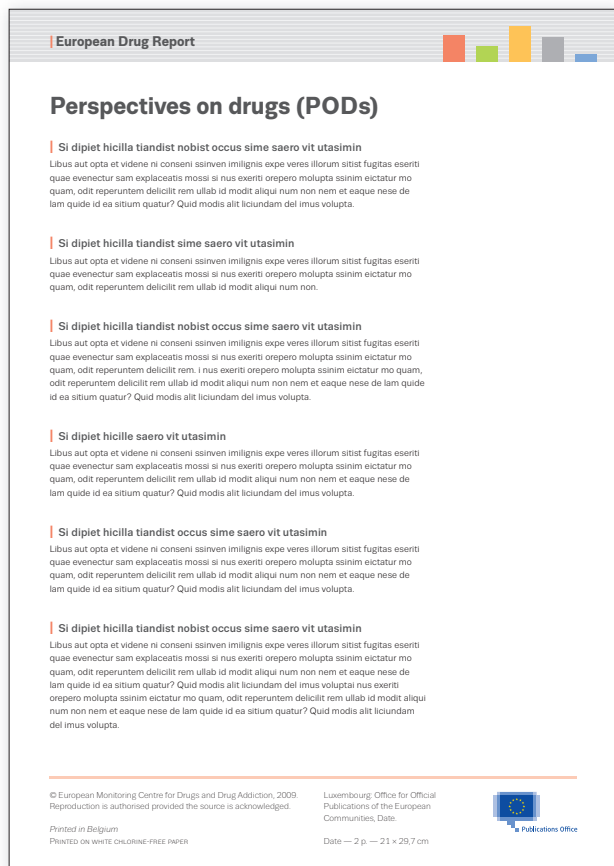 European Drug Report
Perspectives on drugs (PODs)
Si dipiet hicilla tiandist nobist occus sime saero vit utasimin
Libus aut opta et videne ni conseni ssinven imilignis expe veres illorum sitist fugitas eseriti
quae evenectur sam explaceatis mossi si nus exeriti orepero molupta ssinim eictatur mo
quam, odit reperuntem delicilit rem ullab id modit aliqui num non nem et eaque nese de
lam quide id ea sitium quatur? Quid modis alit liciundam del imus volupta.
Si dipiet hicilla tiandist sime saero vit utasimin
Libus aut opta et videne ni conseni ssinven imilignis expe veres illorum sitist fugitas eseriti
quae evenectur sam explaceatis mossi si nus exeriti orepero molupta ssinim eictatur mo
quam, odit reperuntem delicilit rem ullab id modit aliqui num non.
Si dipiet hicilla tiandist nobist occus sime saero vit utasimin
Libus aut opta et videne ni conseni ssinven imilignis expe veres illorum sitist fugitas eseriti
quae evenectur sam explaceatis mossi si nus exeriti orepero molupta ssinim eictatur mo
quam, odit reperuntem delicilit rem. i nus exeriti orepero molupta ssinim eictatur mo quam,
odit reperuntem delicilit rem ullab id modit aliqui num non nem et eaque nese de lam quide
id ea sitium quatur? Quid modis alit liciundam del imus volupta.
Si dipiet hicille saero vit utasimin
Libus aut opta et videne ni conseni ssinven imilignis expe veres illorum sitist fugitas eseriti
quae evenectur sam explaceatis mossi si nus exeriti orepero molupta ssinim eictatur mo
quam, odit reperuntem delicilit rem ullab id modit aliqui num non nem et eaque nese de
lam quide id ea sitium quatur? Quid modis alit liciundam del imus volupta.
Si dipiet hicilla tiandist occus sime saero vit utasimin
Libus aut opta et videne ni conseni ssinven imilignis expe veres illorum sitist fugitas eseriti
quae evenectur sam explaceatis mossi si nus exeriti orepero molupta ssinim eictatur mo
quam, odit reperuntem delicilit rem ullab id modit aliqui num non nem et eaque nese de
lam quide id ea sitium quatur? Quid modis alit liciundam del imus volupta.
Si dipiet hicilla tiandist nobist occus sime saero vit utasimin
Libus aut opta et videne ni conseni ssinven imilignis expe veres illorum sitist fugitas eseriti
quae evenectur sam explaceatis mossi si nus exeriti orepero molupta ssinim eictatur mo
quam, odit reperuntem delicilit rem ullab id modit aliqui num non nem et eaque nese de
lam quide id ea sitium quatur? Quid modis alit liciundam del imus voluptai nus exeriti
orepero molupta ssinim eictatur mo quam, odit reperuntem delicilit rem ullab id modit aliqui
num non nem et eaque nese de lam quide id ea sitium quatur? Quid modis alit liciundam
del imus volupta.
© European Monitoring Centre for Drugs and Drug Addiction, 2009.
Reproduction is authorised provided the source is acknowledged.
Printed in Belgium
PRINTED ON WHITE CHLORINE-FREE PAPER
Luxembourg: Office for Official
Publications of the European
Communities, Date.
Date — 2 p. — 21 × 29,7 cm
Publications Office